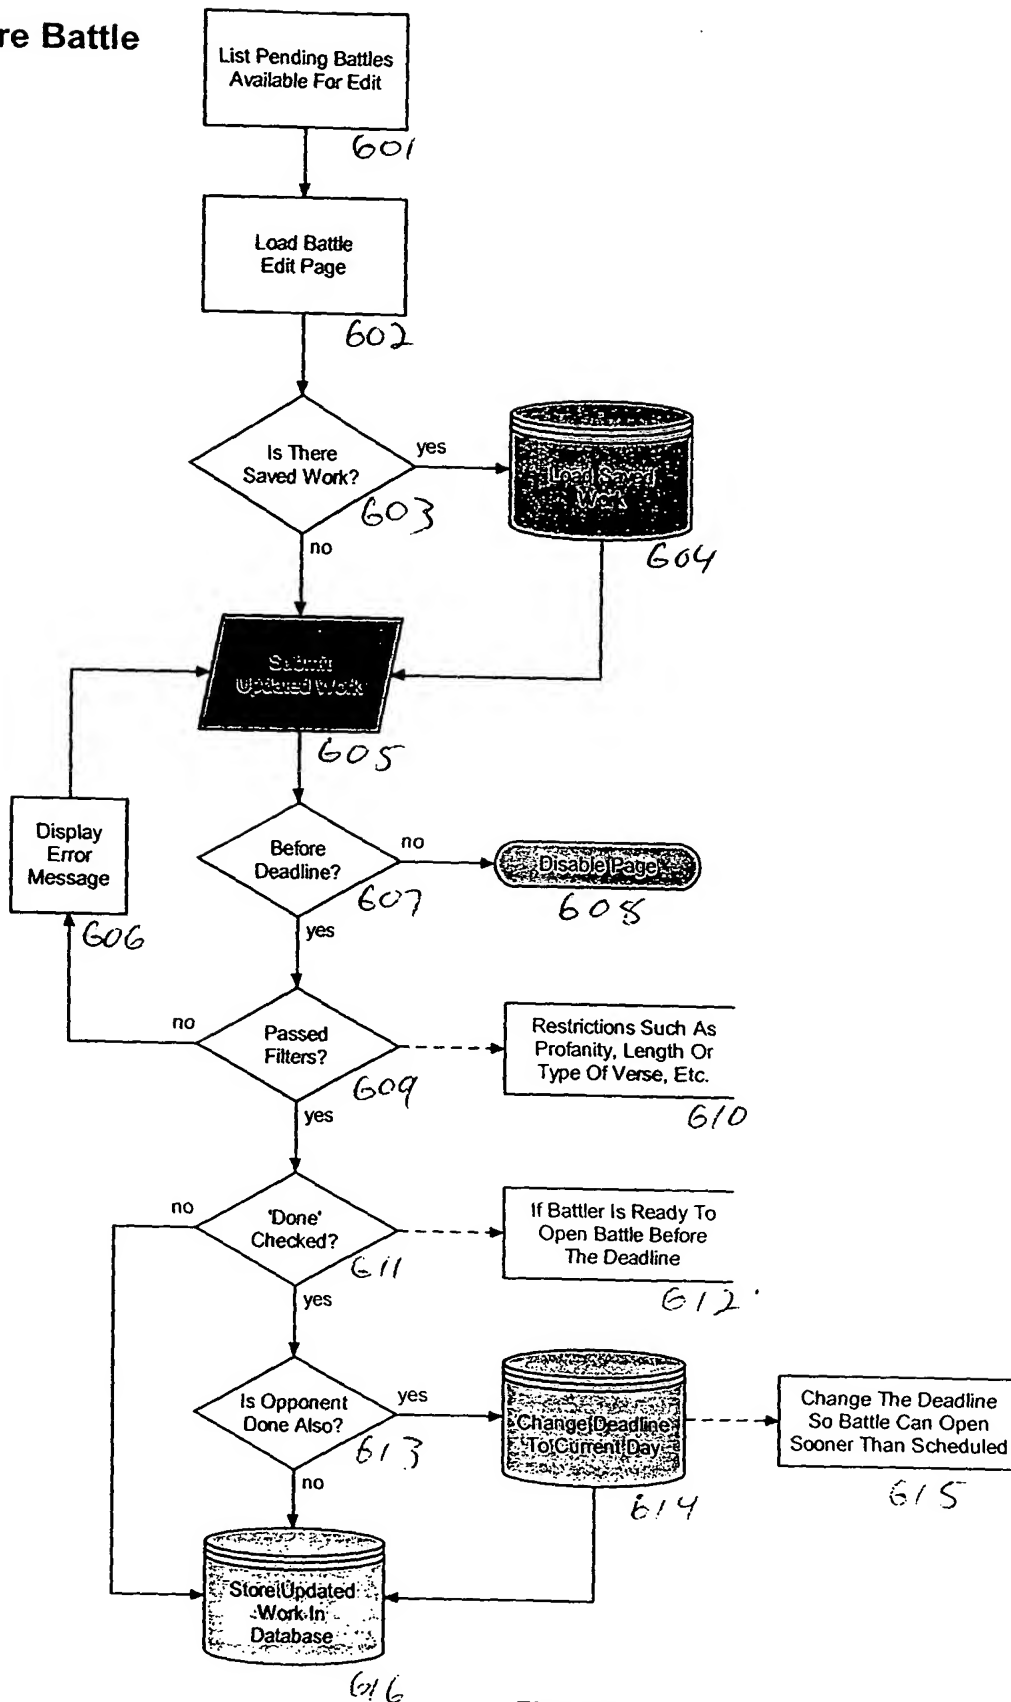 re Battle
List Pending Battles
Available For Edit
601
Load Battle
Edit Page
602
Is There
Saved Work?
603
yes
Load Saved
Work
604
no
Submit
Updated Work
605
Display
Error
Message
606
Before
Deadline?
607
no
Disable Page
608
yes
Passed
Filters?
609
no
Restrictions Such As
Profanity, Length Or
Type Of Verse, Etc.
610
yes
'Done'
Checked?
611
no
If Battler Is Ready To
Open Battle Before
The Deadline
612
yes
Is Opponent
Done Also?
613
yes
Change Deadline
To Current Day
614
Change The Deadline
So Battle Can Open
Sooner Than Scheduled
615
no
Store Updated
Work In
Database
616